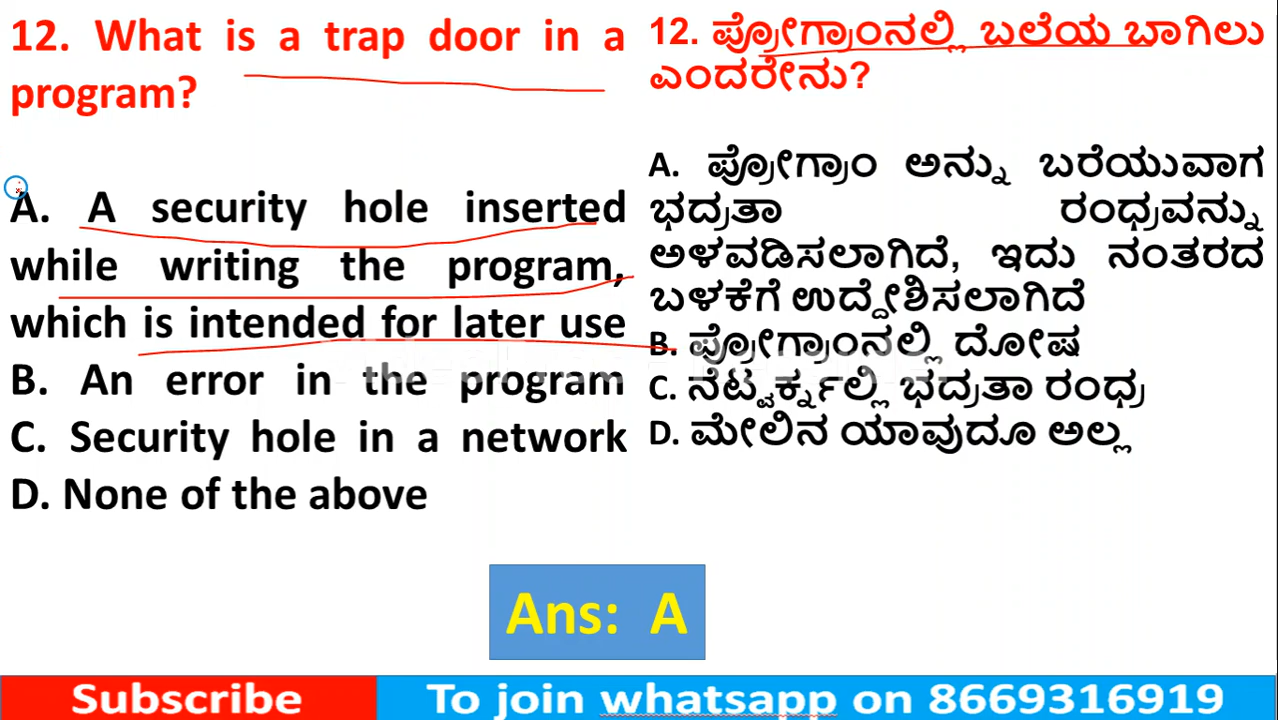 12. What is a trap door in a
program?
A. A security hole inserted
while writing the program,
which is intended for later use
B. An error in the program
C. Security hole in a network
D. None of the above
12. ಪ್ರೋಗ್ರಾಂನಲ್ಲಿ ಬಲೆಯ ಬಾಗಿಲು
ಎಂದರೇನು?
A. ಪ್ರೋಗ್ರಾಂ ಅನ್ನು ಬರೆಯುವಾಗ
ಭದ್ರತಾ ರಂಧ್ರವನ್ನು
ಅಳವಡಿಸಲಾಗಿದೆ, ಇದು ನಂತರದ
ಬಳಕೆಗೆ ಉದ್ದೇಶಿಸಲಾಗಿದೆ
B. ಪ್ರೋಗ್ರಾಂನಲ್ಲಿ ದೋಷ
C. ನೆಟ್ವರ್ಕ್ನಲ್ಲಿ ಭದ್ರತಾ ರಂಧ್ರ
D. ಮೇಲಿನ ಯಾವುದೂ ಅಲ್ಲ
Ans: A
Subscribe
To join whatsapp on 8669316919